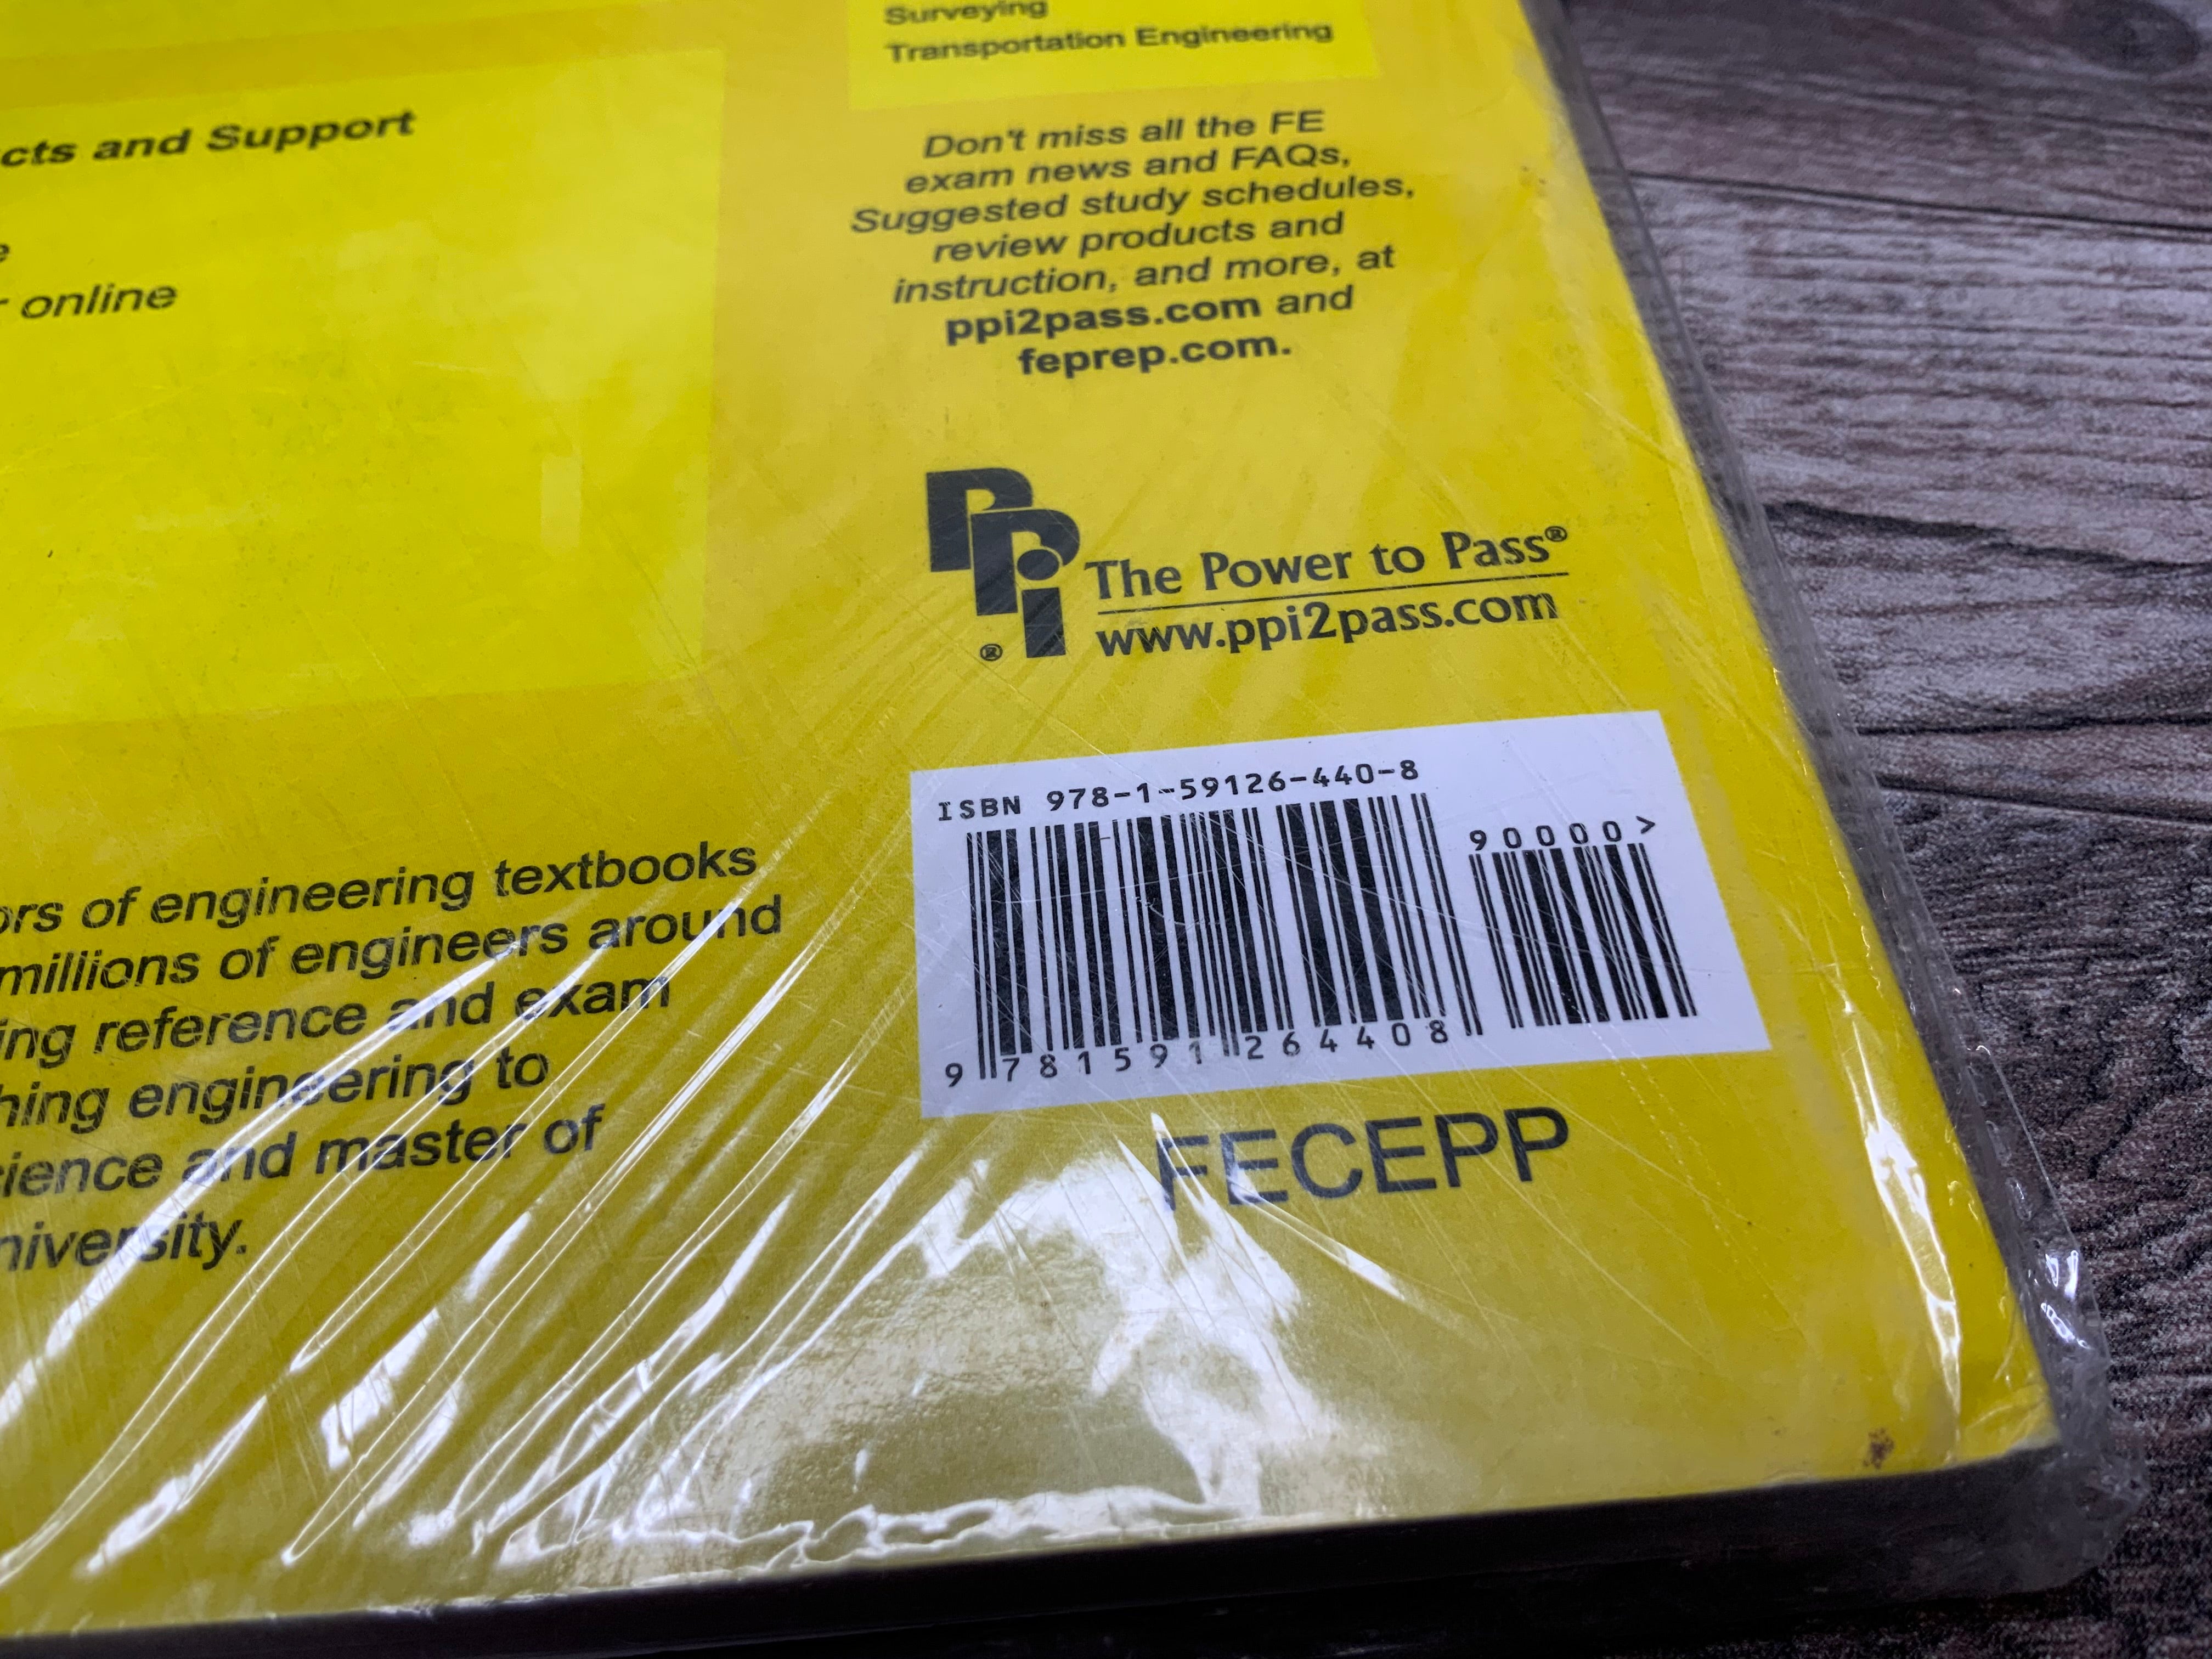 Surveying
Transportation Engineering
cts and Support
e
r online
Don't miss all the FE
exam news and FAQs,
Suggested study schedules,
review products and
instruction, and more, at
ppi2pass.com and
feprep.com.
PPi®
The Power to Pass®
www.ppi2pass.com
ors of engineering textbooks
millions of engineers around
ing reference and exam
hing engineering to
cience and master of
niversity.
ISBN 978-1-59126-440-8
90000>
9 781591 264408
FECEPP